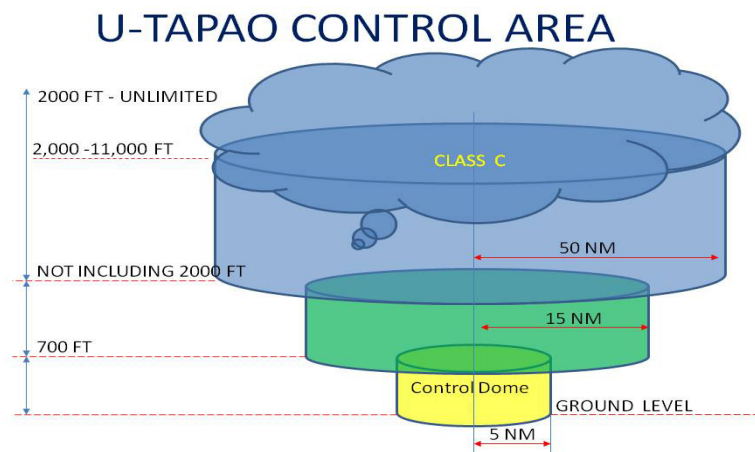 U-TAPAO CONTROL AREA
2000 FT - UNLIMITED
2,000 -11,000 FT
CLASS C
50 NM
NOT INCLUDING 2000 FT
15 NM
700 FT
Control Dome
GROUND LEVEL
5 NM